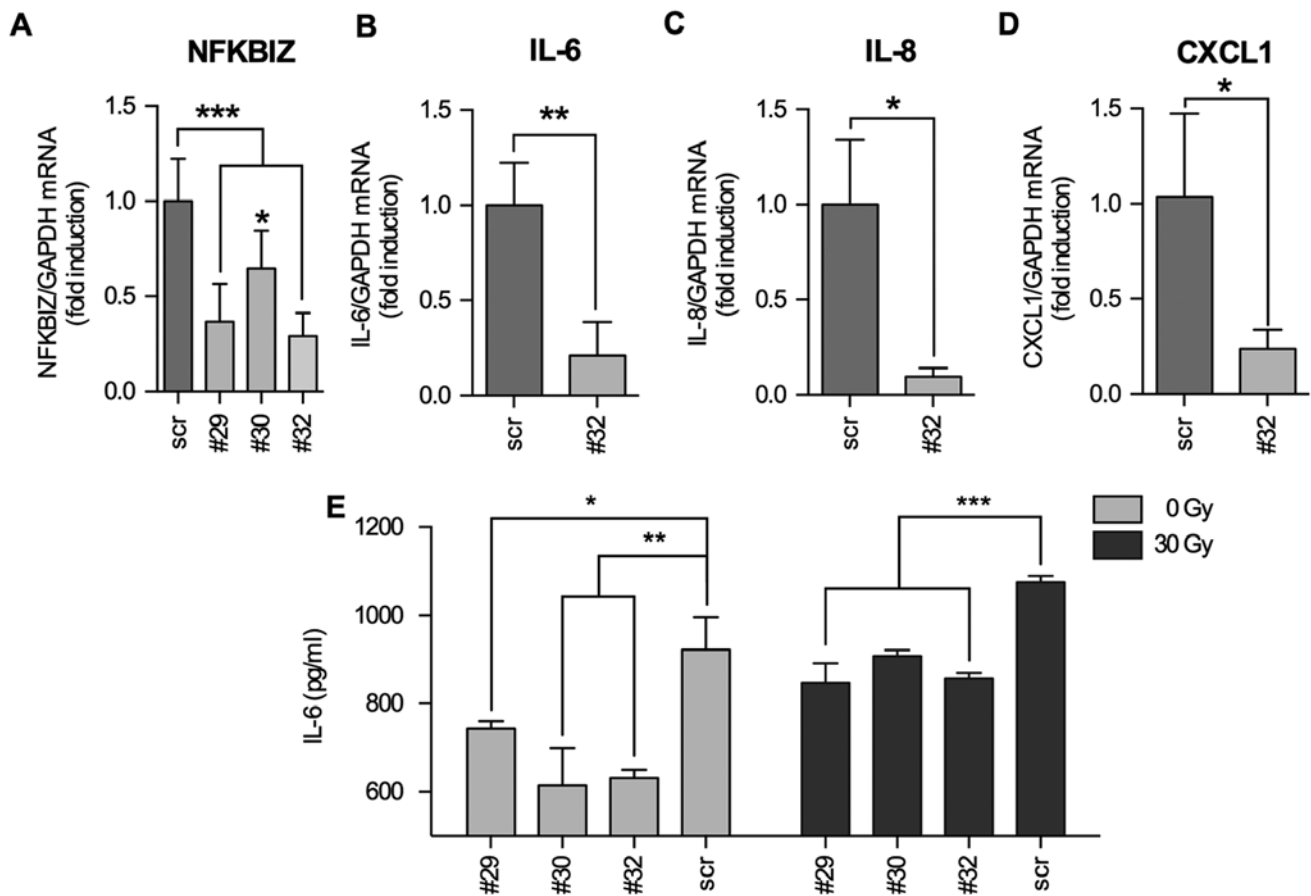 A
NFKBIZ
NFKBIZ/GAPDH mRNA
(fold induction)
1.5
1.0
0.5
0.0
***
*
scr
#29
#30
#32
B
IL-6
IL-6/GAPDH mRNA
(fold induction)
1.5
1.0
0.5
0.0
**
scr
#32
C
IL-8
IL-8/GAPDH mRNA
(fold induction)
1.5
1.0
0.5
0.0
*
scr
#32
D
CXCL1
CXCL1/GAPDH mRNA
(fold induction)
1.5
1.0
0.5
0.0
*
scr
#32
E
IL-6 (pg/ml)
1200
1000
800
600
*
**
***
#29
#30
#32
scr
#29
#30
#32
scr
0 Gy
30 Gy